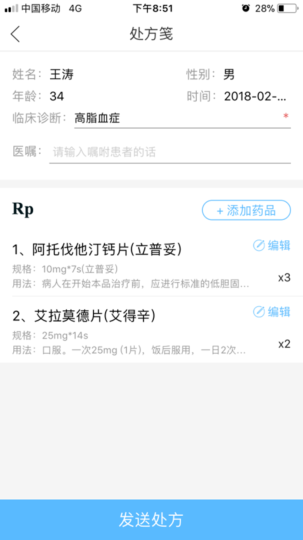 中国移动 4G 下午8:51 28%
处方笺
姓名：王涛 性别：男
年龄：34 时间：2018-02-...
临床诊断：高脂血症 *
医嘱：请输入嘱咐患者的话
Rp + 添加药品
1、阿托伐他汀钙片(立普妥) 编辑
规格：10mg*7s(立普妥)
用法：病人在开始本品治疗前，应进行标准的低胆固... x3
2、艾拉莫德片(艾得辛) 编辑
规格：25mg*14s
用法：口服。一次25mg (1片)，饭后服用，一日2次... x2
发送处方